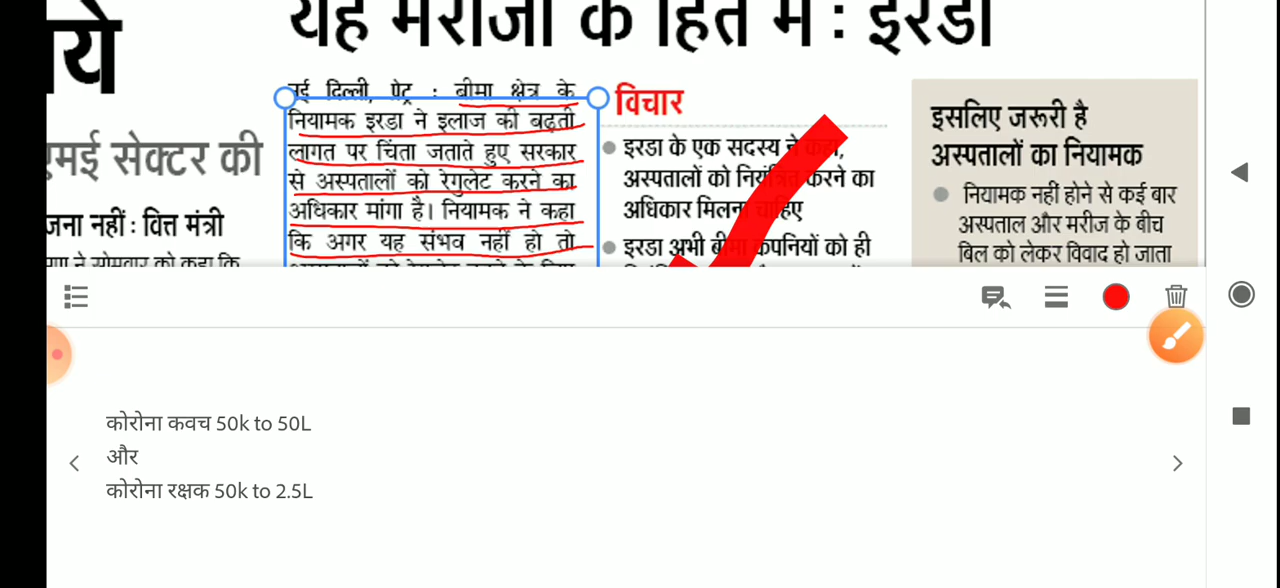 यह मरीजों के हित में : इरडा
ये
एमई सेक्टर की
जना नहीं : वित्त मंत्री
ने सोमवार को कहा कि
नई दिल्ली, प्रेट्र : बीमा क्षेत्र के
नियामक इरडा ने इलाज की बढ़ती
लागत पर चिंता जताते हुए सरकार
से अस्पतालों को रेगुलेट करने का
अधिकार मांगा है। नियामक ने कहा
कि अगर यह संभव नहीं हो तो
विचार
इरडा के एक सदस्य ने कहा,
अस्पतालों को नियंत्रित करने का
अधिकार मिलना चाहिए
इरडा अभी बीमा कंपनियों को ही
इसलिए जरूरी है
अस्पतालों का नियामक
नियामक नहीं होने से कई बार
अस्पताल और मरीज के बीच
बिल को लेकर विवाद हो जाता
कोरोना कवच 50k to 50L
और
कोरोना रक्षक 50k to 2.5L